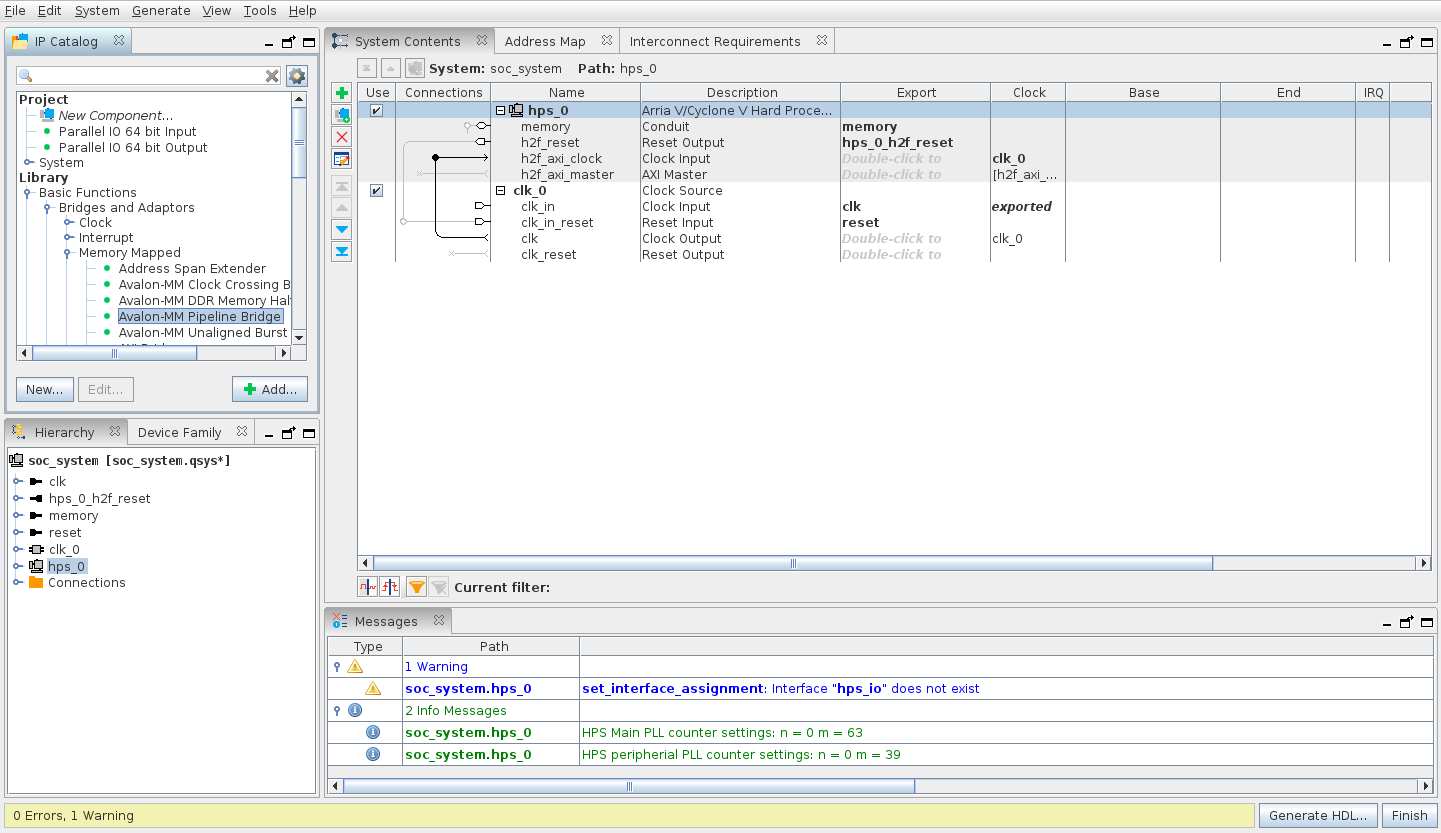 File Edit System Generate View Tools Help
IP Catalog
Project
New Component...
Parallel IO 64 bit Input
Parallel IO 64 bit Output
System
Library
Basic Functions
Bridges and Adaptors
Clock
Interrupt
Memory Mapped
Address Span Extender
Avalon-MM Clock Crossing B
Avalon-MM DDR Memory Hal
Avalon-MM Pipeline Bridge
Avalon-MM Unaligned Burst
New... Edit... Add...
Hierarchy Device Family
soc_system [soc_system.qsys*]
clk
hps_0_h2f_reset
memory
reset
clk_0
hps_0
Connections
System Contents Address Map Interconnect Requirements
System: soc_system Path: hps_0
Use Connections Name Description Export Clock Base End IRQ
hps_0 Arria V/Cyclone V Hard Proce...
memory Conduit memory
h2f_reset Reset Output hps_0_h2f_reset
h2f_axi_clock Clock Input Double-click to clk_0
h2f_axi_master AXI Master Double-click to [h2f_axi_...
clk_0 Clock Source
clk_in Clock Input clk exported
clk_in_reset Reset Input reset
clk Clock Output Double-click to clk_0
clk_reset Reset Output Double-click to
Current filter:
Messages
Type Path
1 Warning
soc_system.hps_0 set_interface_assignment: Interface "hps_io" does not exist
2 Info Messages
soc_system.hps_0 HPS Main PLL counter settings: n = 0 m = 63
soc_system.hps_0 HPS peripherial PLL counter settings: n = 0 m = 39
0 Errors, 1 Warning
Generate HDL... Finish